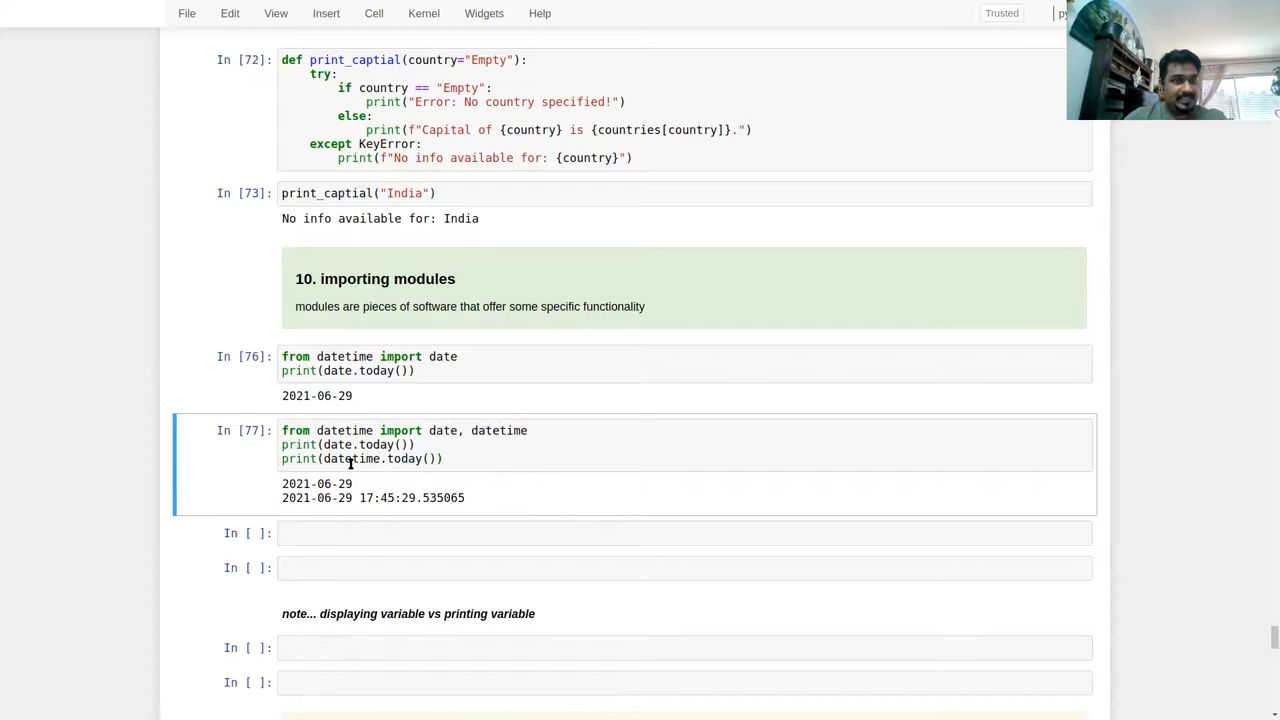 File Edit View Insert Cell Kernel Widgets Help Trusted
In [72]: def print_captial(country="Empty"):
try:
if country == "Empty":
print("Error: No country specified!")
else:
print(f"Capital of {country} is {countries[country]}.")
except KeyError:
print(f"No info available for: {country}")
In [73]: print_captial("India")
No info available for: India
10. importing modules
modules are pieces of software that offer some specific functionality
In [76]: from datetime import date
print(date.today())
2021-06-29
In [77]: from datetime import date, datetime
print(date.today())
print(datetime.today())
2021-06-29
2021-06-29 17:45:29.535065
In [ ]:
In [ ]:
note... displaying variable vs printing variable
In [ ]:
In [ ]: